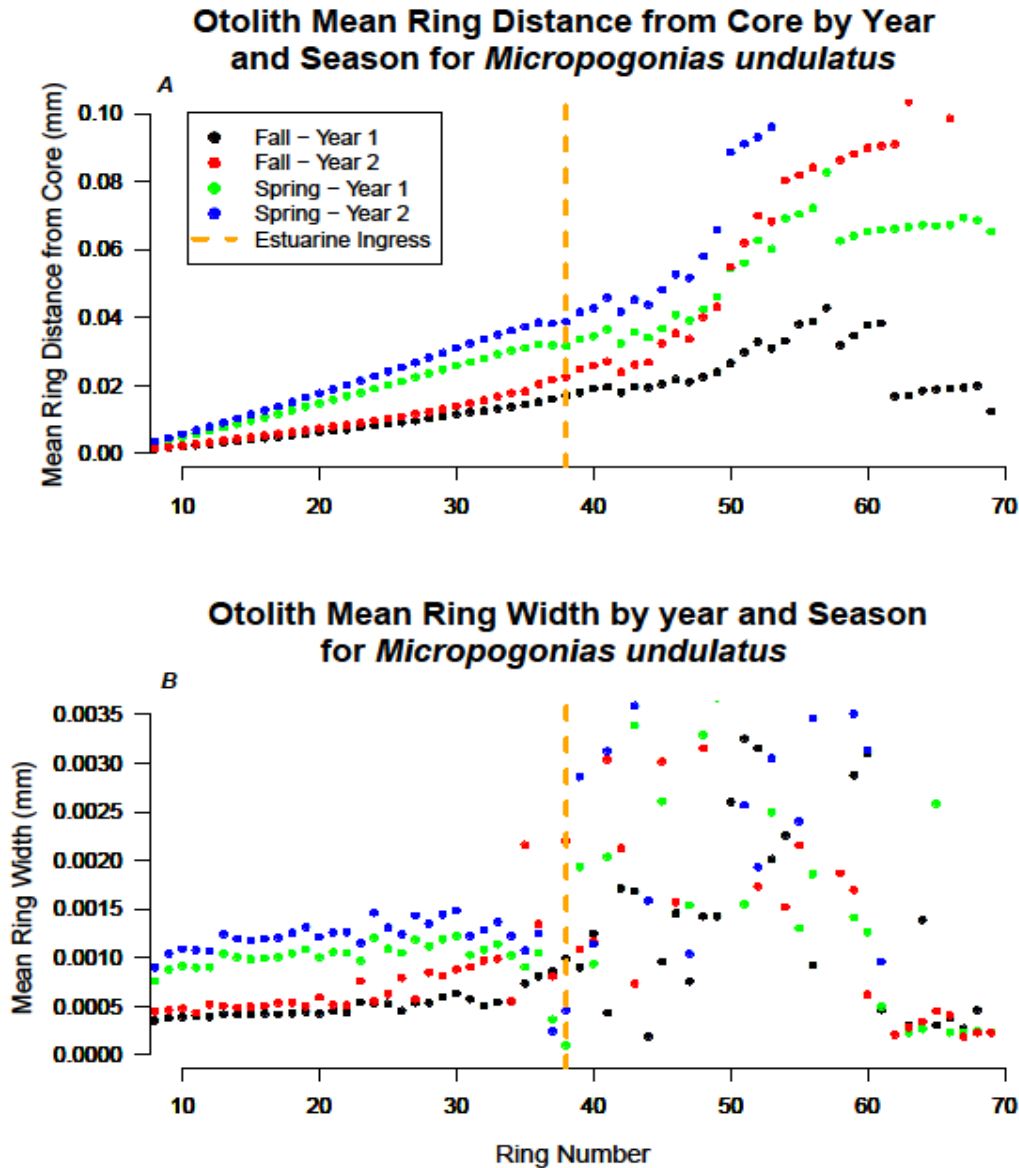 Otolith Mean Ring Distance from Core by Year
and Season for Micropogonias undulatus
A
Mean Ring Distance from Core (mm)
0.10
0.08
0.06
0.04
0.02
0.00
Fall − Year 1
Fall − Year 2
Spring − Year 1
Spring − Year 2
Estuarine Ingress
10 20 30 40 50 60 70
Otolith Mean Ring Width by year and Season
for Micropogonias undulatus
B
Mean Ring Width (mm)
0.0035
0.0030
0.0025
0.0020
0.0015
0.0010
0.0005
0.0000
10 20 30 40 50 60 70
Ring Number